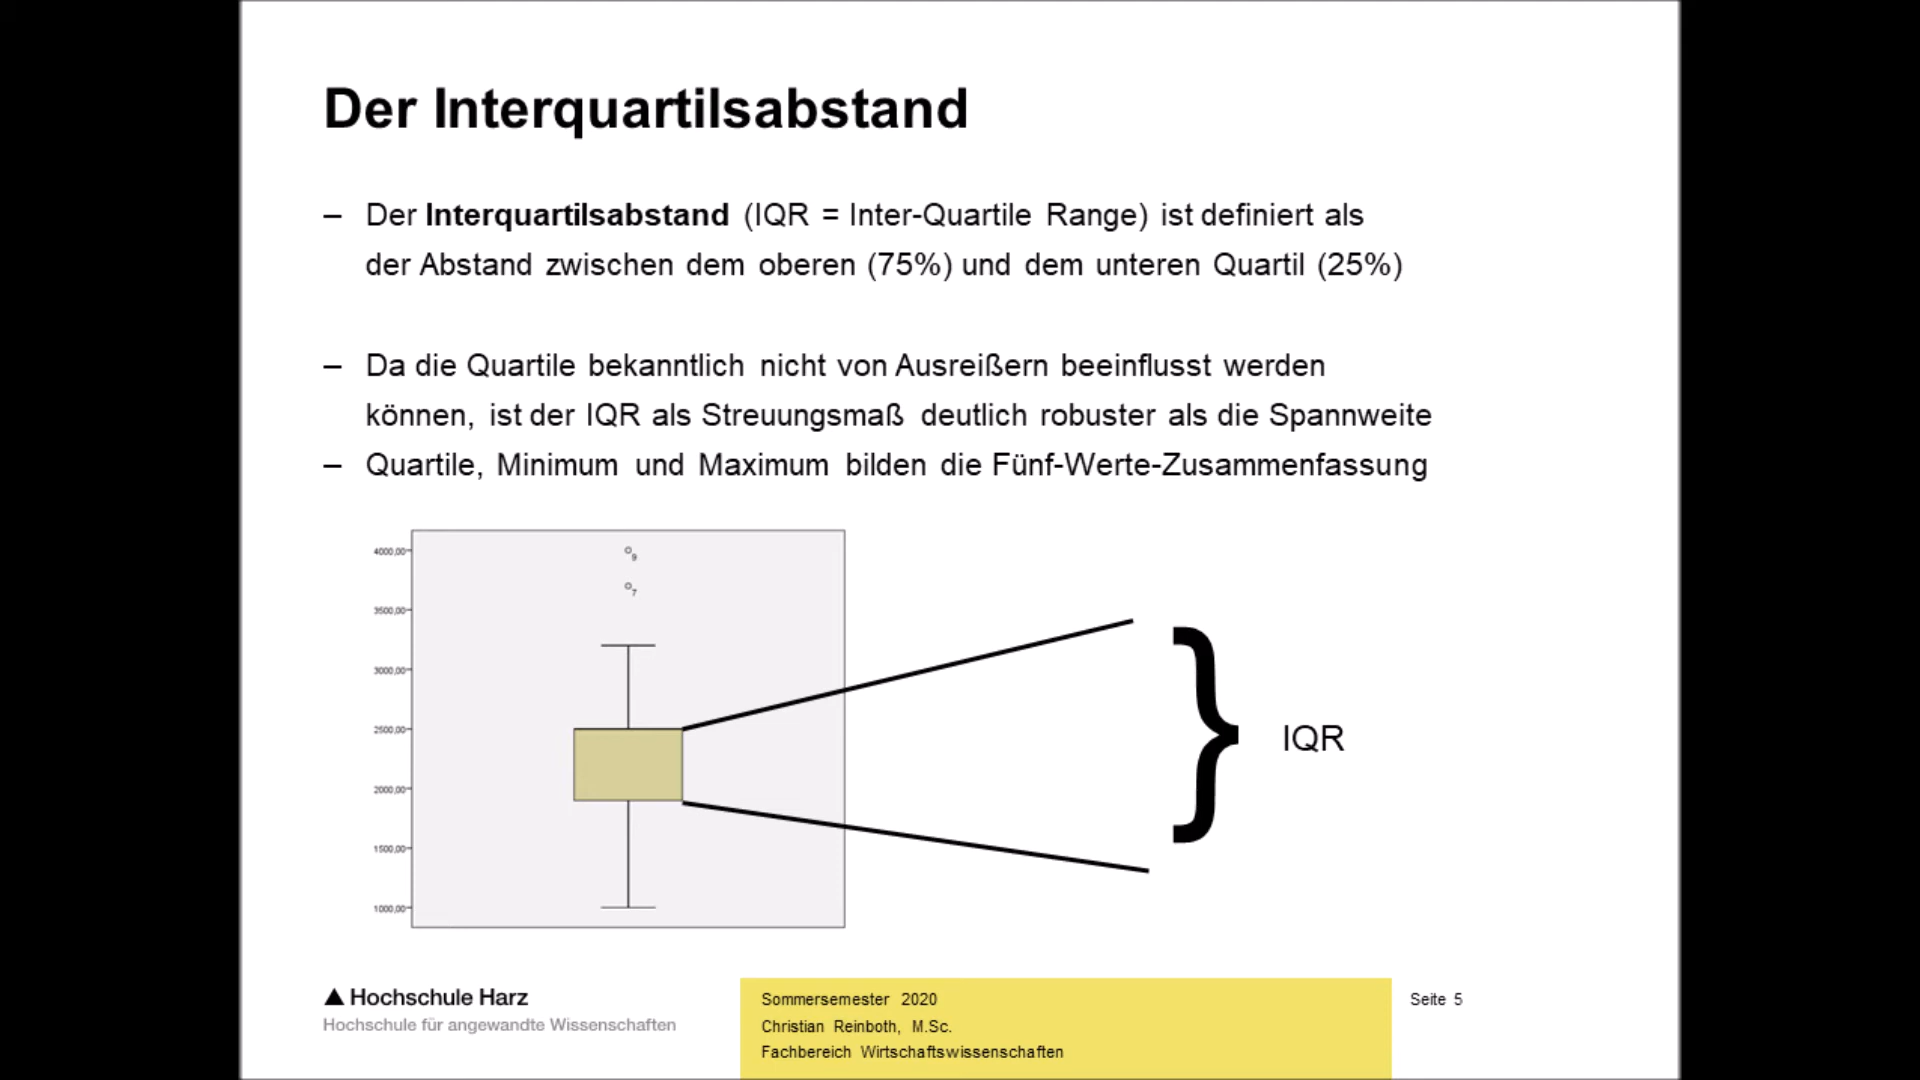 Der Interquartilsabstand
– Der Interquartilsabstand (IQR = Inter-Quartile Range) ist definiert als
der Abstand zwischen dem oberen (75%) und dem unteren Quartil (25%)
– Da die Quartile bekanntlich nicht von Ausreißern beeinflusst werden
können, ist der IQR als Streuungsmaß deutlich robuster als die Spannweite
– Quartile, Minimum und Maximum bilden die Fünf-Werte-Zusammenfassung
4000,00
9
7
3500,00
3000,00
2500,00
2000,00
1500,00
1000,00
} IQR
Hochschule Harz
Hochschule für angewandte Wissenschaften
Sommersemester 2020
Christian Reinboth, M.Sc.
Fachbereich Wirtschaftswissenschaften
Seite 5